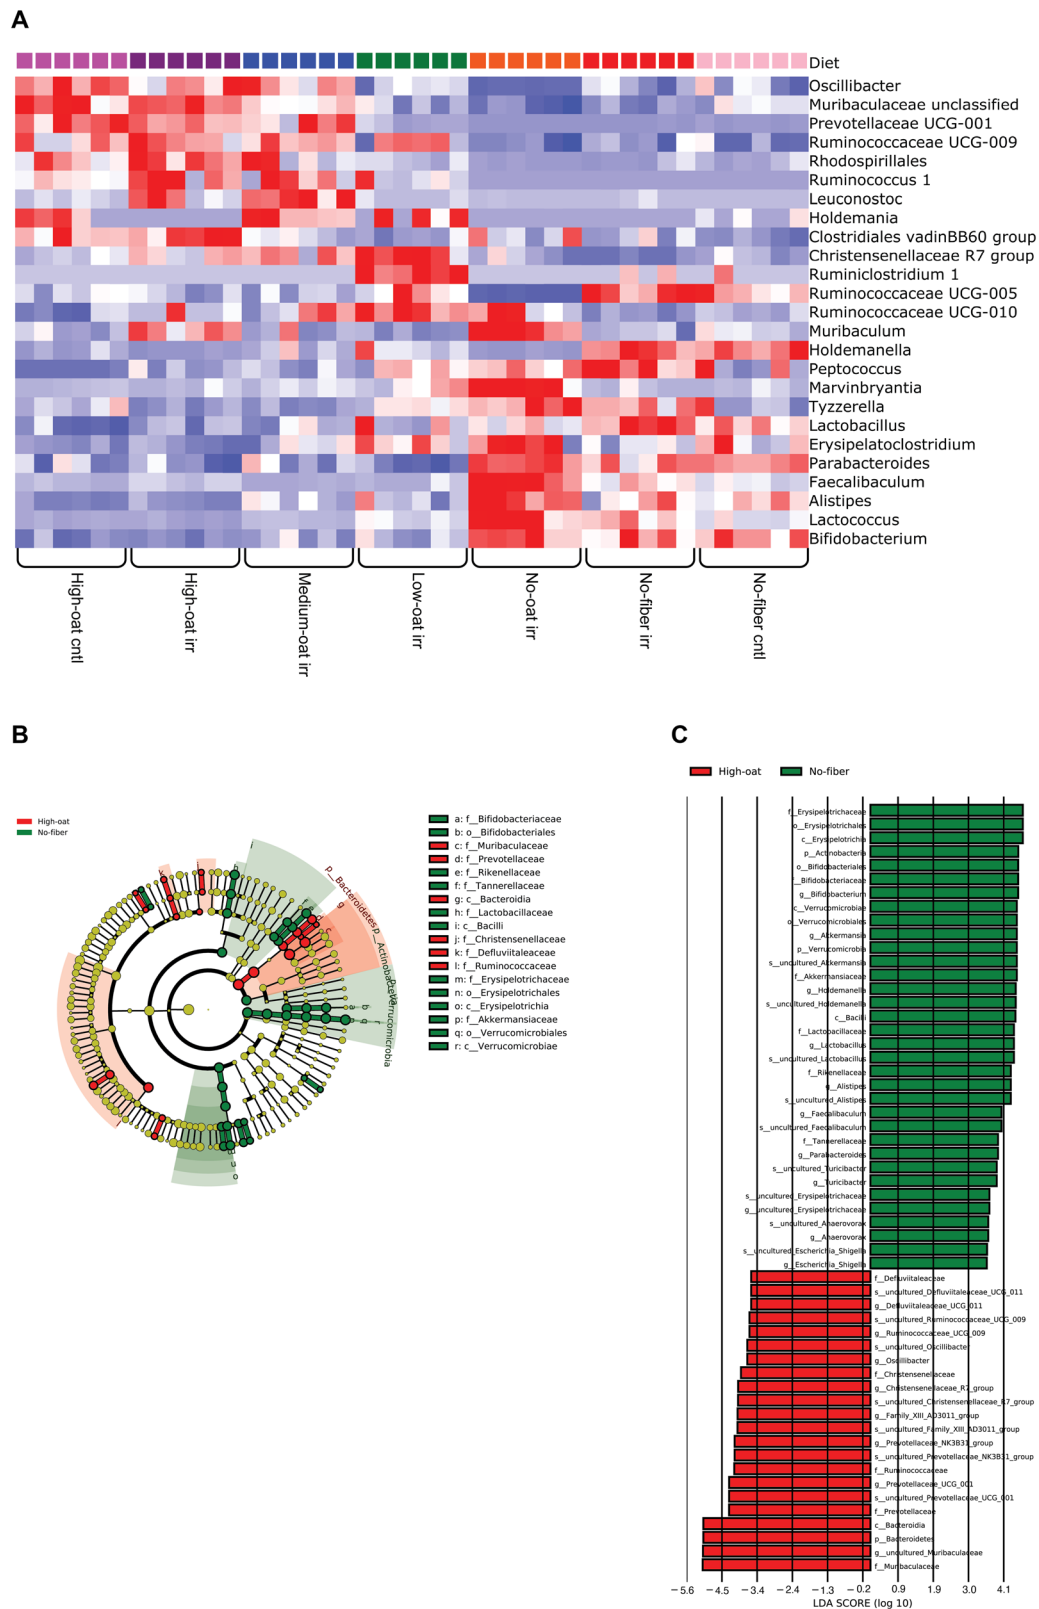 A
Diet
Oscillibacter
Muribaculaceae unclassified
Prevotellaceae UCG-001
Ruminococcaceae UCG-009
Rhodospirillales
Ruminococcus 1
Leuconostoc
Holdemania
Clostridiales vadinBB60 group
Christensenellaceae R7 group
Ruminiclostridium 1
Ruminococcaceae UCG-005
Ruminococcaceae UCG-010
Muribaculum
Holdemanella
Peptococcus
Marvinbryantia
Tyzzerella
Lactobacillus
Erysipelatoclostridium
Parabacteroides
Faecalibaculum
Alistipes
Lactococcus
Bifidobacterium
High-oat cntl
High-oat irr
Medium-oat irr
Low-oat irr
No-oat irr
No-fiber irr
No-fiber cntl
B
High-oat
No-fiber
p__Bacteroidetes
p__Actinobacteria
p__Verrucomicrobia
a: f__Bifidobacteriaceae
b: o__Bifidobacteriales
c: f__Muribaculaceae
d: f__Prevotellaceae
e: f__Rikenellaceae
f: f__Tannerellaceae
g: c__Bacteroidia
h: f__Lactobacillaceae
i: c__Bacilli
j: f__Christensenellaceae
k: f__Defluviitaleaceae
l: f__Ruminococcaceae
m: f__Erysipelotrichaceae
n: o__Erysipelotrichales
o: c__Erysipelotrichia
p: f__Akkermansiaceae
q: o__Verrucomicrobiales
r: c__Verrucomicrobiae
C
High-oat
No-fiber
f__Erysipelotrichaceae
o__Erysipelotrichales
c__Erysipelotrichia
p__Actinobacteria
o__Bifidobacteriales
f__Bifidobacteriaceae
g__Bifidobacterium
c__Verrucomicrobiae
o__Verrucomicrobiales
g__Akkermansia
p__Verrucomicrobia
s__uncultured_Akkermansia
f__Akkermansiaceae
g__Holdemanella
s__uncultured_Holdemanella
c__Bacilli
f__Lactobacillaceae
g__Lactobacillus
s__uncultured_Lactobacillus
f__Rikenellaceae
g__Alistipes
s__uncultured_Alistipes
g__Faecalibaculum
s__uncultured_Faecalibaculum
f__Tannerellaceae
g__Parabacteroides
s__uncultured_Turicibacter
g__Turicibacter
s__uncultured_Erysipelotrichaceae
g__uncultured_Erysipelotrichaceae
s__uncultured_Anaerovorax
g__Anaerovorax
s__uncultured_Escherichia_Shigella
g__Escherichia_Shigella
f__Defluviitaleaceae
s__uncultured_Defluviitaleaceae_UCG_011
g__Defluviitaleaceae_UCG_011
s__uncultured_Ruminococcaceae_UCG_009
g__Ruminococcaceae_UCG_009
s__uncultured_Oscillibacter
g__Oscillibacter
f__Christensenellaceae
g__Christensenellaceae_R7_group
s__uncultured_Christensenellaceae_R7_group
g__Family_XIII_AD3011_group
s__uncultured_Family_XIII_AD3011_group
g__Prevotellaceae_NK3B31_group
s__uncultured_Prevotellaceae_NK3B31_group
f__Ruminococcaceae
g__Prevotellaceae_UCG_001
s__uncultured_Prevotellaceae_UCG_001
f__Prevotellaceae
c__Bacteroidia
p__Bacteroidetes
g__uncultured_Muribaculaceae
f__Muribaculaceae
−5.6 −4.5 −3.4 −2.4 −1.3 −0.2 0.9 1.9 3.0 4.1
LDA SCORE (log 10)